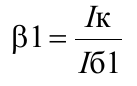 β1 = Iк / Iб1